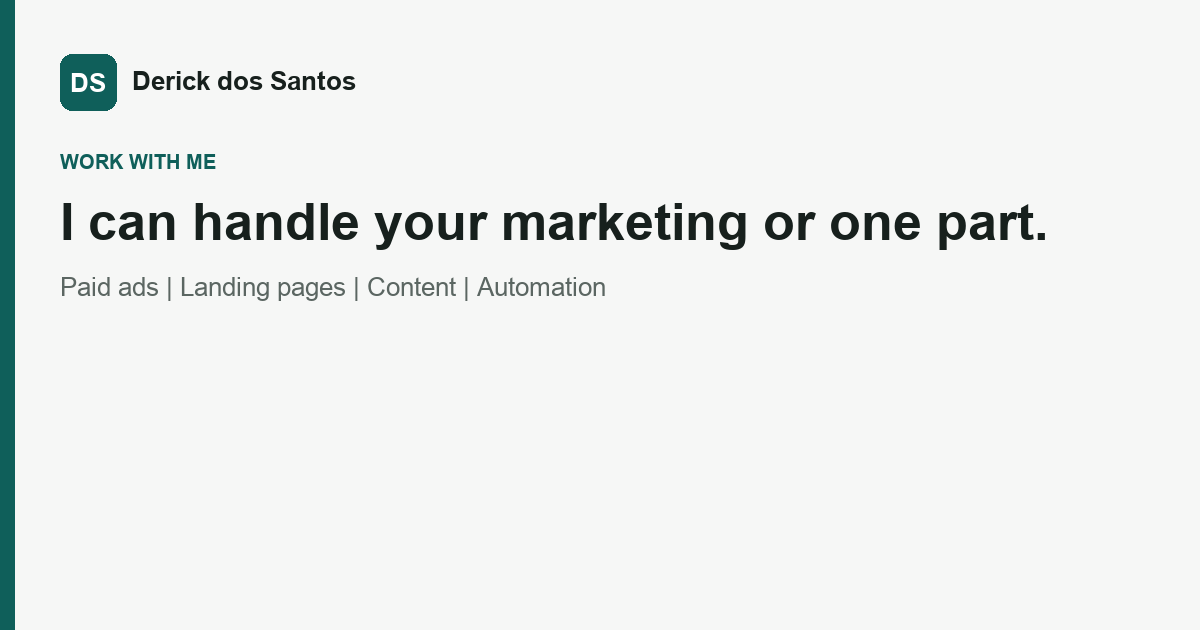 DS
Derick dos Santos
WORK WITH ME
I can handle your marketing or one part.
Paid ads | Landing pages | Content | Automation